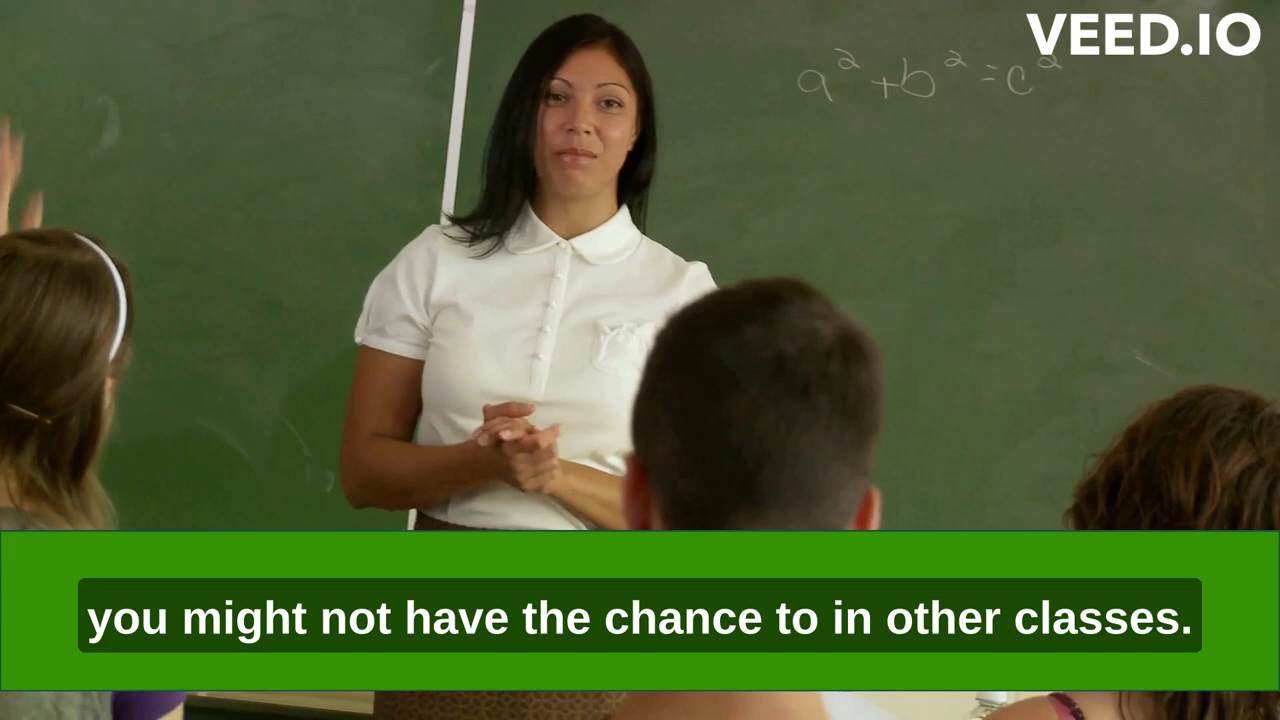 VEED.IO
a² + b² = c²
you might not have the chance to in other classes.